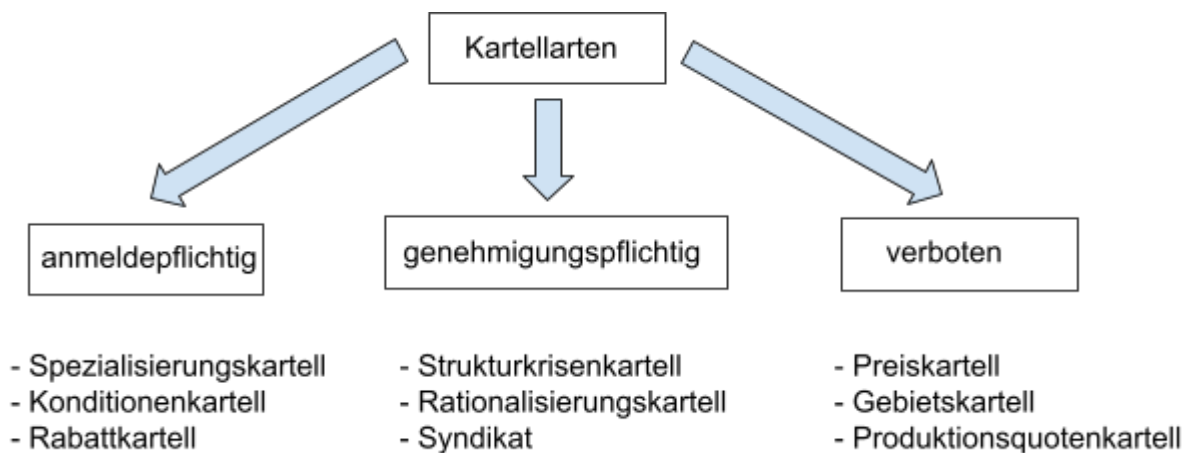 Kartellarten
anmeldepflichtig
genehmigungspflichtig
verboten
- Spezialisierungskartell
- Konditionenkartell
- Rabattkartell
- Strukturkrisenkartell
- Rationalisierungskartell
- Syndikat
- Preiskartell
- Gebietskartell
- Produktionsquotenkartell